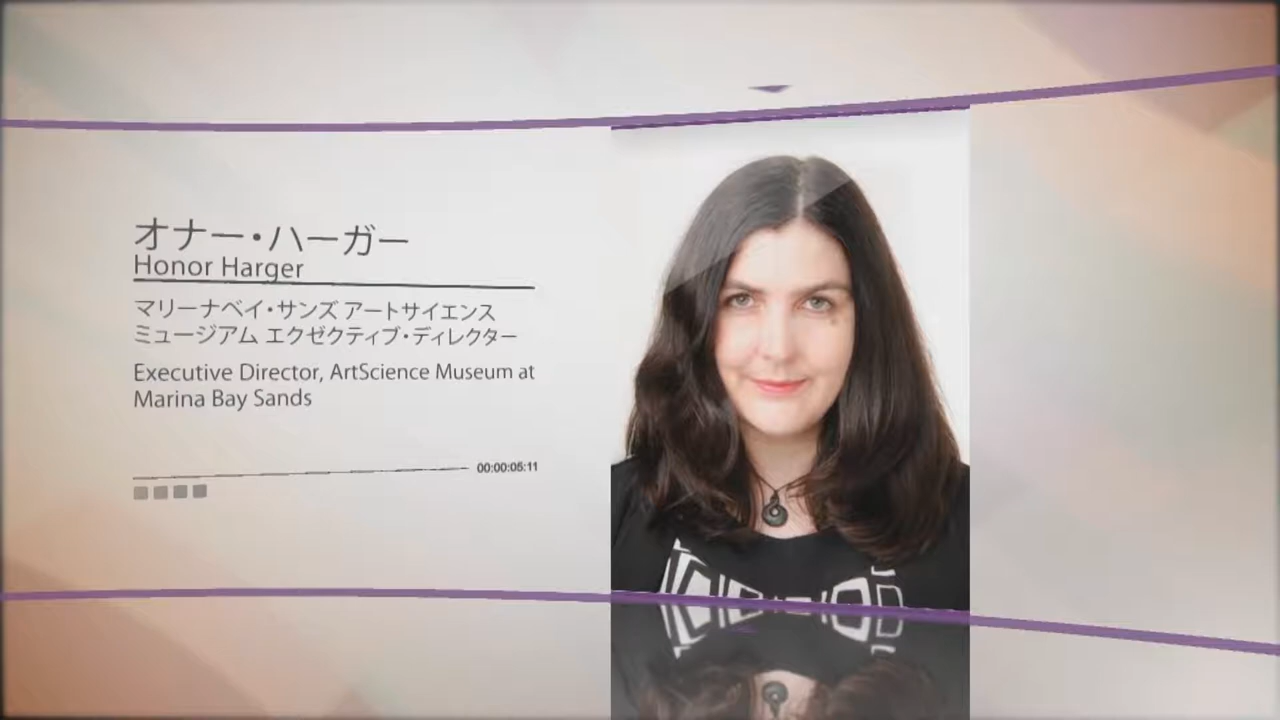 オナー・ハーガー
Honor Harger
マリーナベイ・サンズ アートサイエンス
ミュージアム エクゼクティブ・ディレクター
Executive Director, ArtScience Museum at
Marina Bay Sands
00:00:05:11